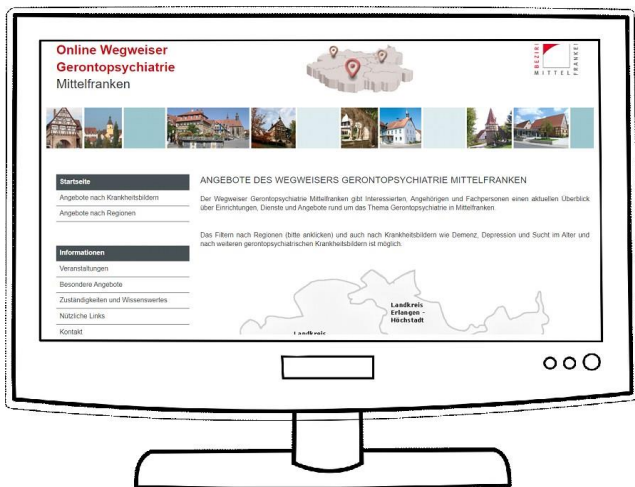 Online Wegweiser
Gerontopsychiatrie
Mittelfranken
BEZIRK
MITTEL
FRANKEN
Startseite
Angebote nach Krankheitsbildern
Angebote nach Regionen
Informationen
Veranstaltungen
Besondere Angebote
Zuständigkeiten und Wissenswertes
Nützliche Links
Kontakt
ANGEBOTE DES WEGWEISERS GERONTOPSYCHIATRIE MITTELFRANKEN
Der Wegweiser Gerontopsychiatrie Mittelfranken gibt Interessierten, Angehörigen und Fachpersonen einen aktuellen Überblick
über Einrichtungen, Dienste und Angebote rund um das Thema Gerontopsychiatrie in Mittelfranken.
Das Filtern nach Regionen (bitte anklicken) und auch nach Krankheitsbildern wie Demenz, Depression und Sucht im Alter und
nach weiteren gerontopsychiatrischen Krankheitsbildern ist möglich.
Landkreis
Erlangen -
Höchstadt
Landkreis